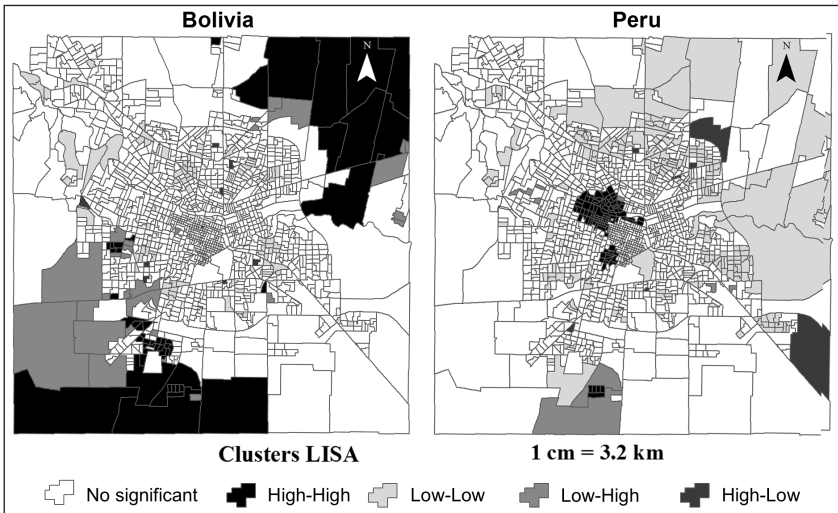 Bolivia
Peru
N
N
Clusters LISA
1 cm = 3.2 km
No significant
High-High
Low-Low
Low-High
High-Low